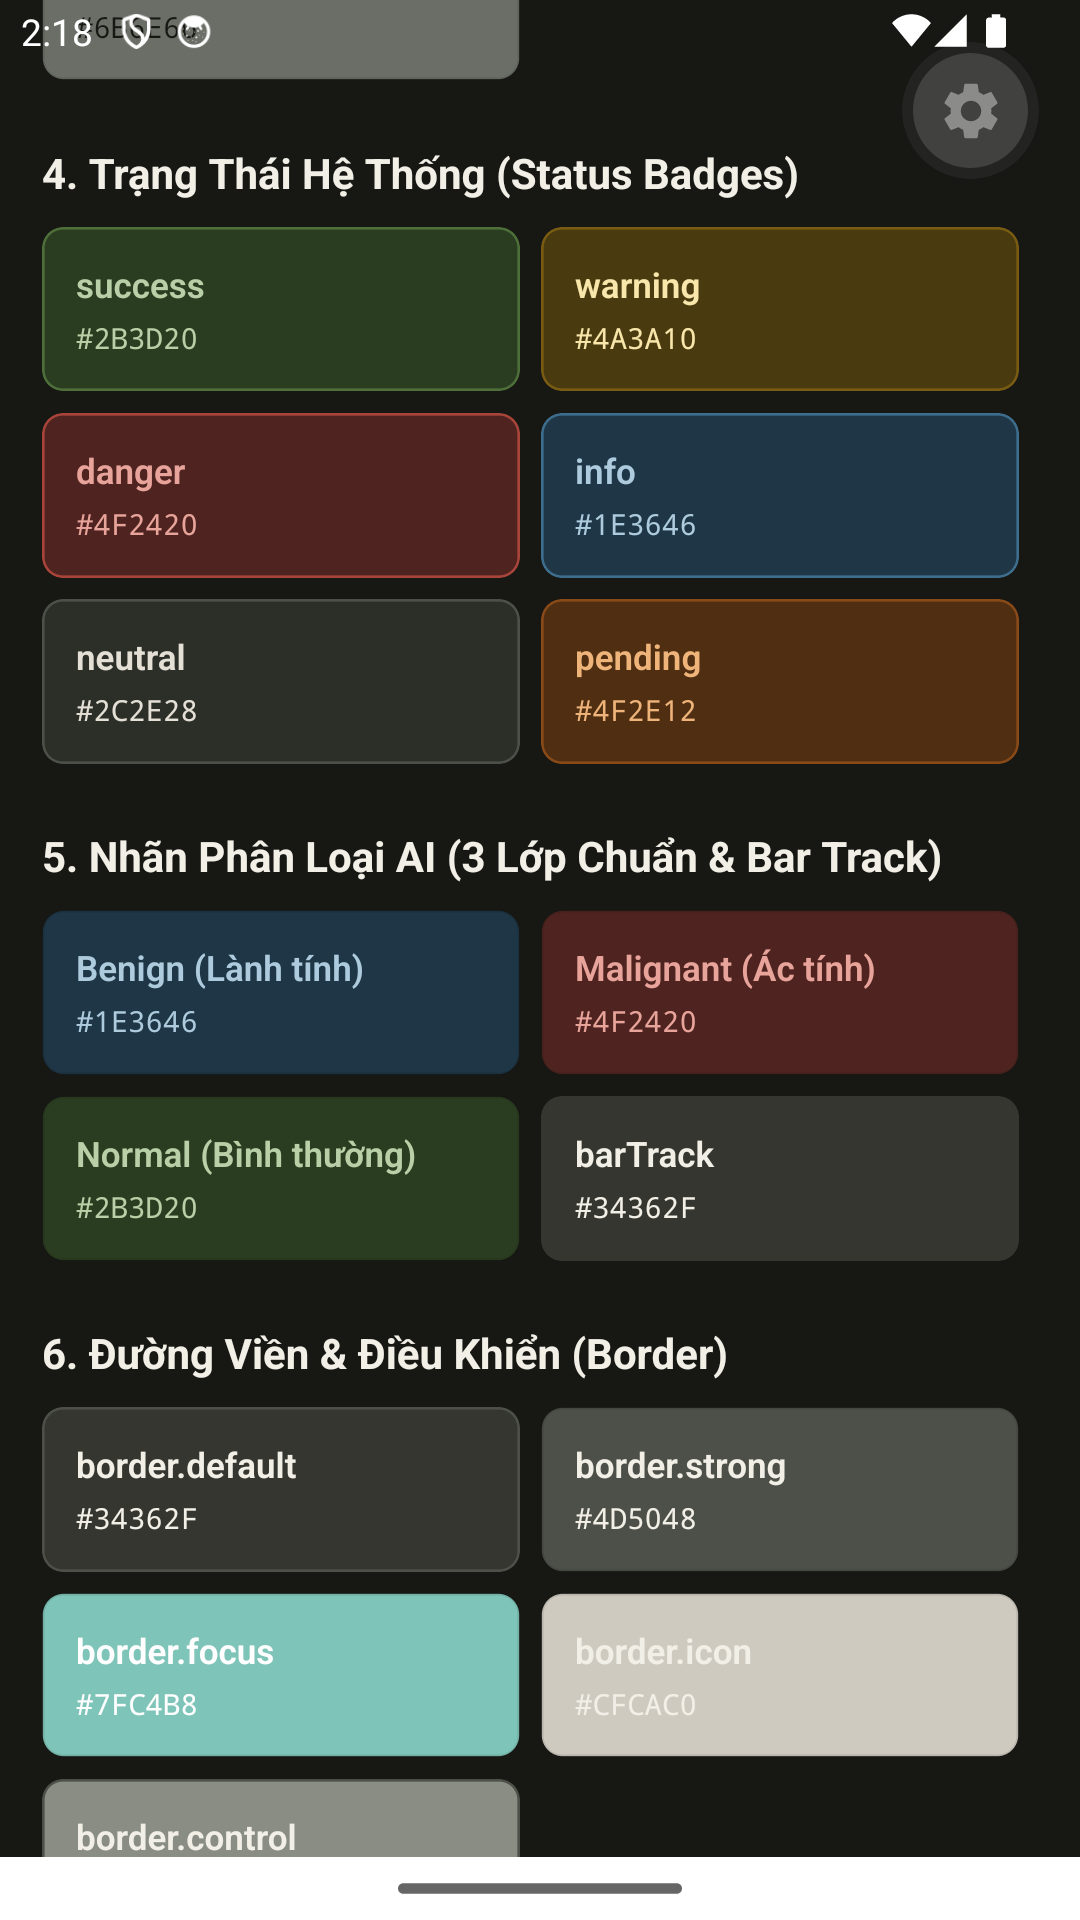 2:18
4. Trạng Thái Hệ Thống (Status Badges)
success
#2B3D20
warning
#4A3A10
danger
#4F2420
info
#1E3646
neutral
#2C2E28
pending
#4F2E12
5. Nhãn Phân Loại AI (3 Lớp Chuẩn & Bar Track)
Benign (Lành tính)
#1E3646
Malignant (Ác tính)
#4F2420
Normal (Bình thường)
#2B3D20
barTrack
#34362F
6. Đường Viền & Điều Khiển (Border)
border.default
#34362F
border.strong
#4D5048
border.focus
#7FC4B8
border.icon
#CFCAC0
border.control